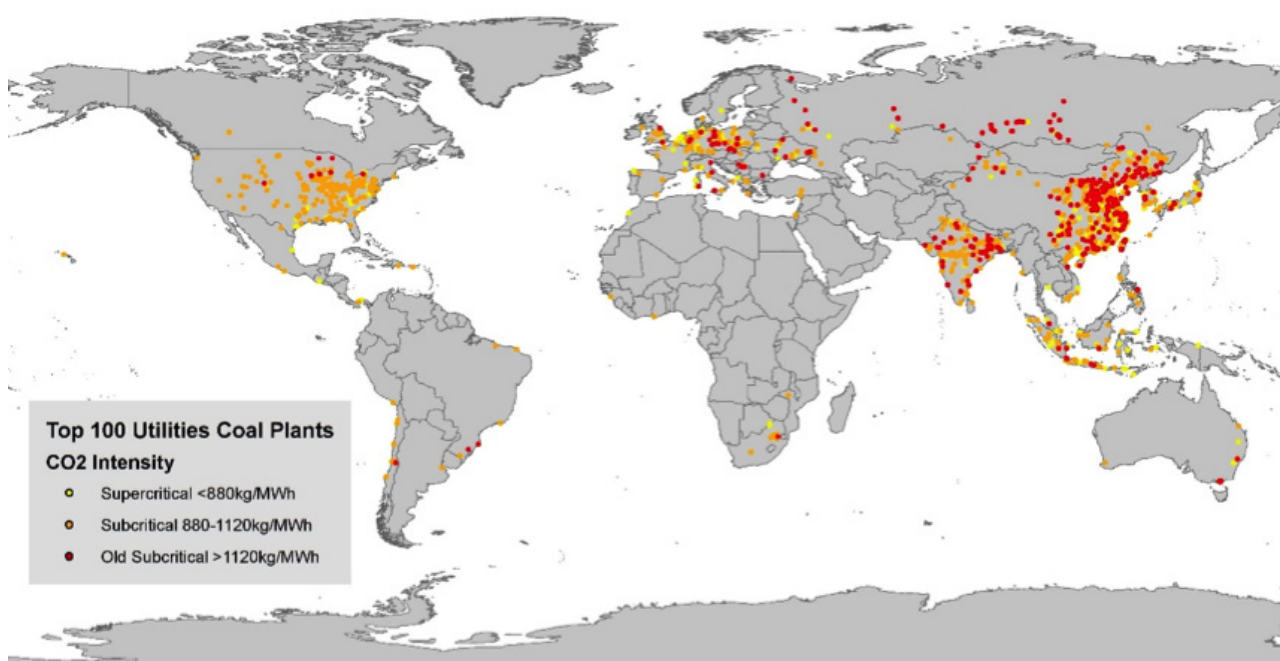 Top 100 Utilities Coal Plants
CO2 Intensity
Supercritical <880kg/MWh
Subcritical 880-1120kg/MWh
Old Subcritical >1120kg/MWh